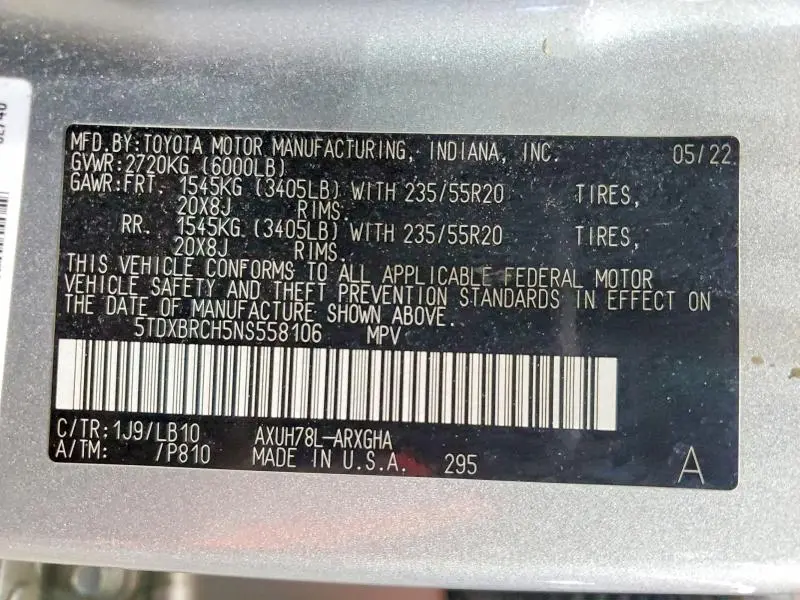 MFD.BY:TOYOTA MOTOR MANUFACTURING, INDIANA, INC. 05/22
GVWR:2720KG (6000LB)
GAWR:FRT. 1545KG (3405LB) WITH 235/55R20 TIRES,
20X8J RIMS.
RR. 1545KG (3405LB) WITH 235/55R20 TIRES,
20X8J RIMS.
THIS VEHICLE CONFORMS TO ALL APPLICABLE FEDERAL MOTOR
VEHICLE SAFETY AND THEFT PREVENTION STANDARDS IN EFFECT ON
THE DATE OF MANUFACTURE SHOWN ABOVE.
5TDXBRCH5NS558106 MPV
C/TR:1J9/LB10 AXUH78L-ARXGHA
A/TM: /P810 MADE IN U.S.A. 295 A